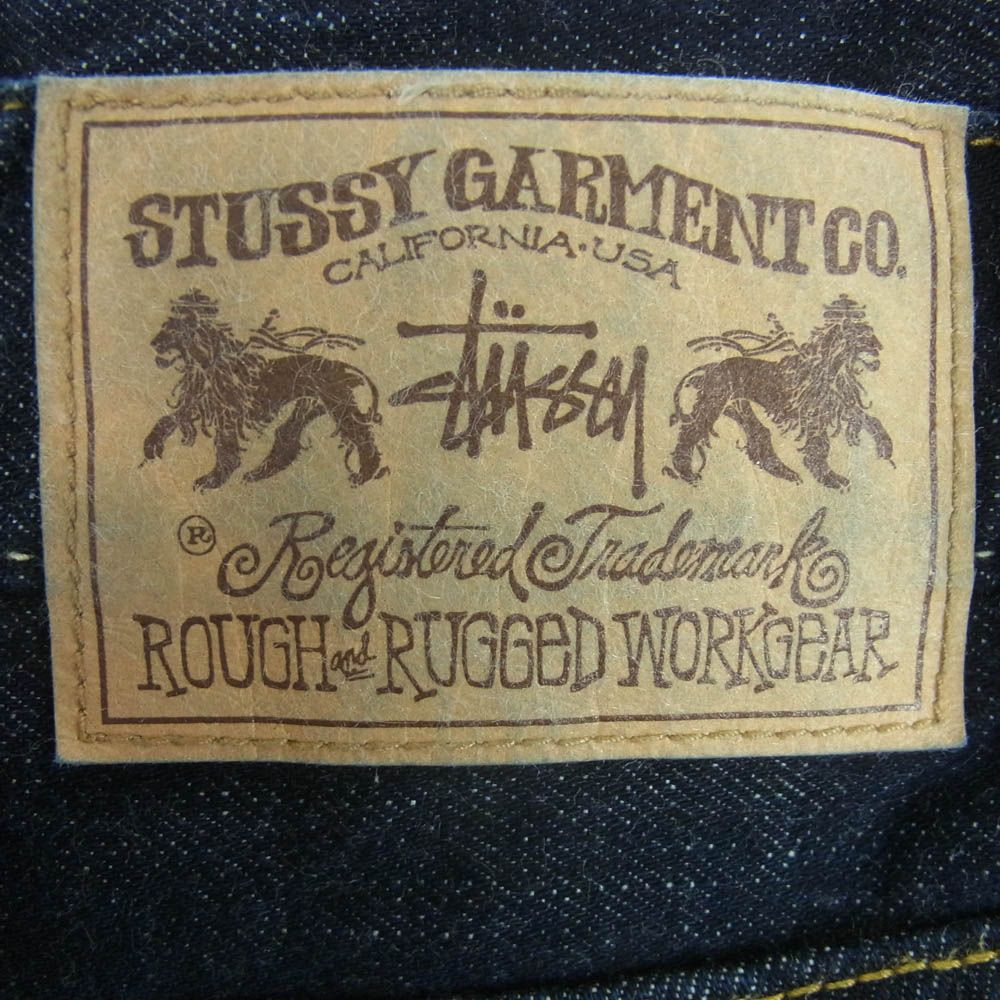 STUSSY GARMENT CO.
CALIFORNIA·USA
Stüssy
® Registered Trademark
ROUGH and RUGGED WORKGEAR